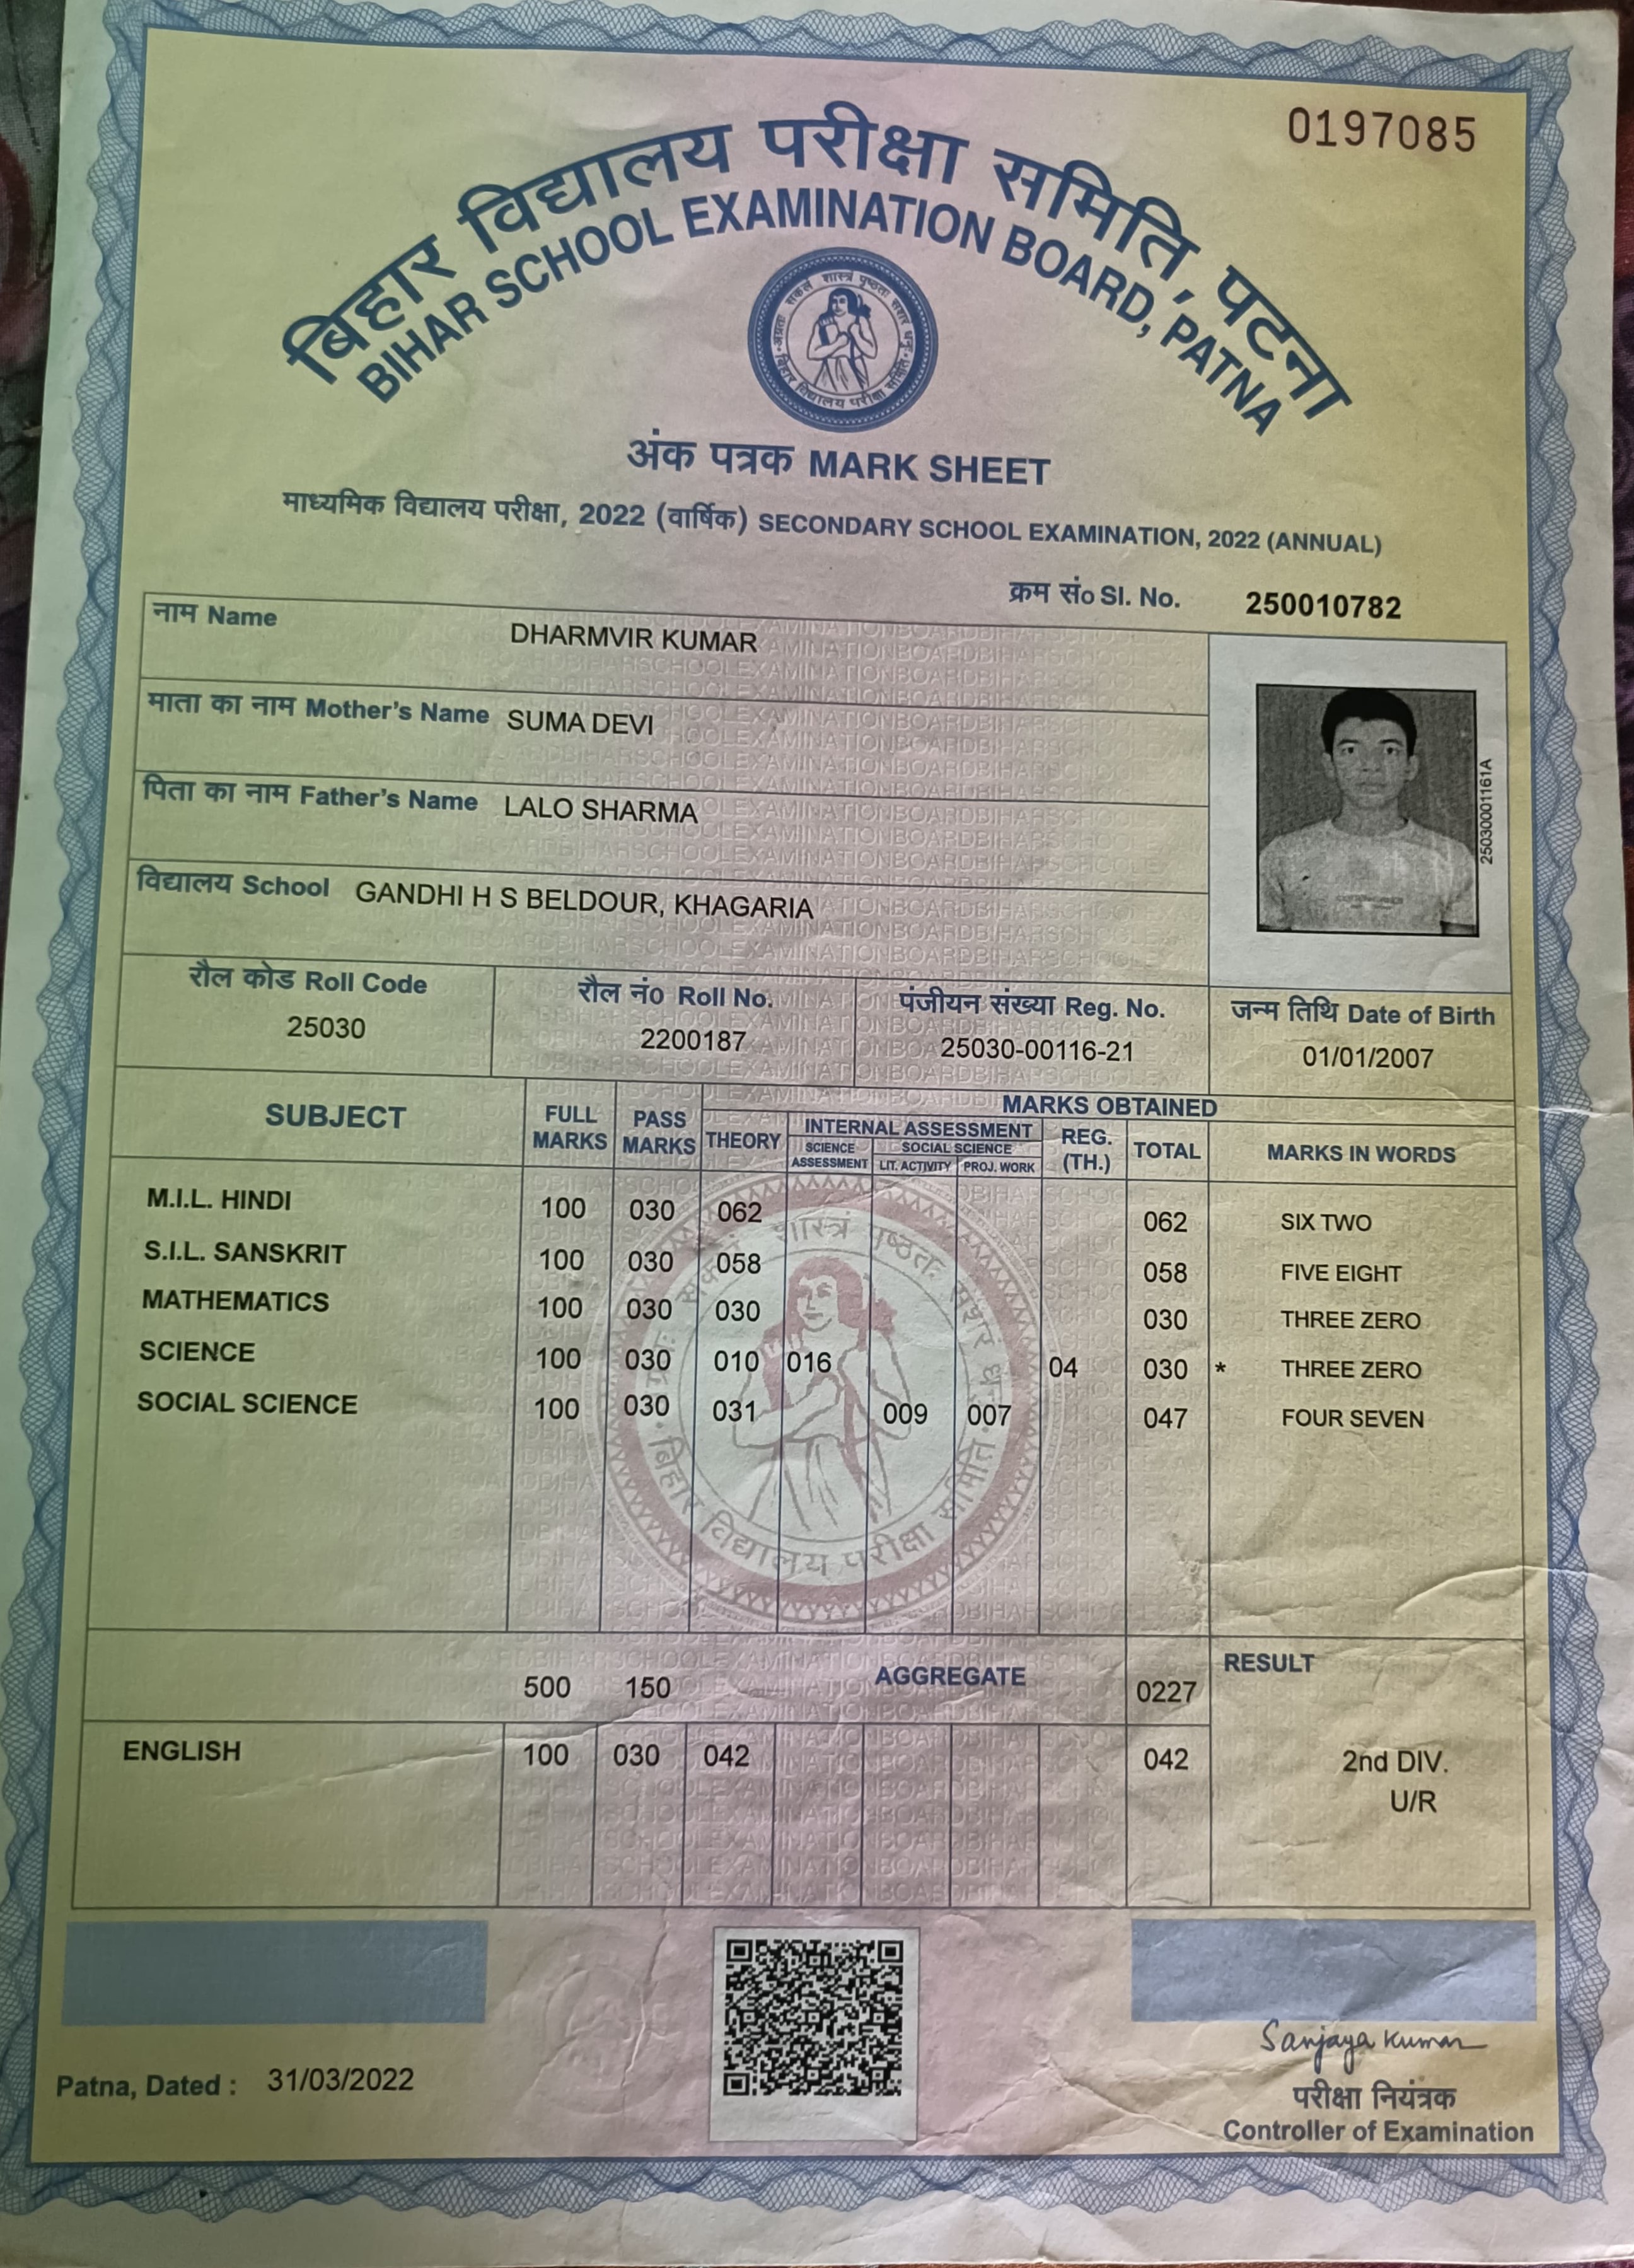 0197085
बिहार विद्यालय परीक्षा समिति, पटना
BIHAR SCHOOL EXAMINATION BOARD, PATNA
अंक पत्रक MARK SHEET
माध्यमिक विद्यालय परीक्षा, 2022 (वार्षिक) SECONDARY SCHOOL EXAMINATION, 2022 (ANNUAL)
क्रम सं० Sl. No. 250010782
नाम Name DHARMVIR KUMAR
माता का नाम Mother's Name SUMA DEVI
पिता का नाम Father's Name LALO SHARMA
विद्यालय School GANDHI H S BELDOUR, KHAGARIA
250300001161A
रौल कोड Roll Code रौल नं० Roll No. पंजीयन संख्या Reg. No. जन्म तिथि Date of Birth
25030 2200187 25030-00116-21 01/01/2007
MARKS OBTAINED
SUBJECT FULL MARKS PASS MARKS THEORY INTERNAL ASSESSMENT REG. (TH.) TOTAL MARKS IN WORDS
SCIENCE ASSESSMENT SOCIAL SCIENCE
LIT. ACTIVITY PROJ. WORK
M.I.L. HINDI 100 030 062 062 SIX TWO
S.I.L. SANSKRIT 100 030 058 058 FIVE EIGHT
MATHEMATICS 100 030 030 030 THREE ZERO
SCIENCE 100 030 010 016 04 030 * THREE ZERO
SOCIAL SCIENCE 100 030 031 009 007 047 FOUR SEVEN
500 150 AGGREGATE 0227 RESULT
ENGLISH 100 030 042 042 2nd DIV.
U/R
Patna, Dated : 31/03/2022
Sanjaya Kumar
परीक्षा नियंत्रक
Controller of Examination